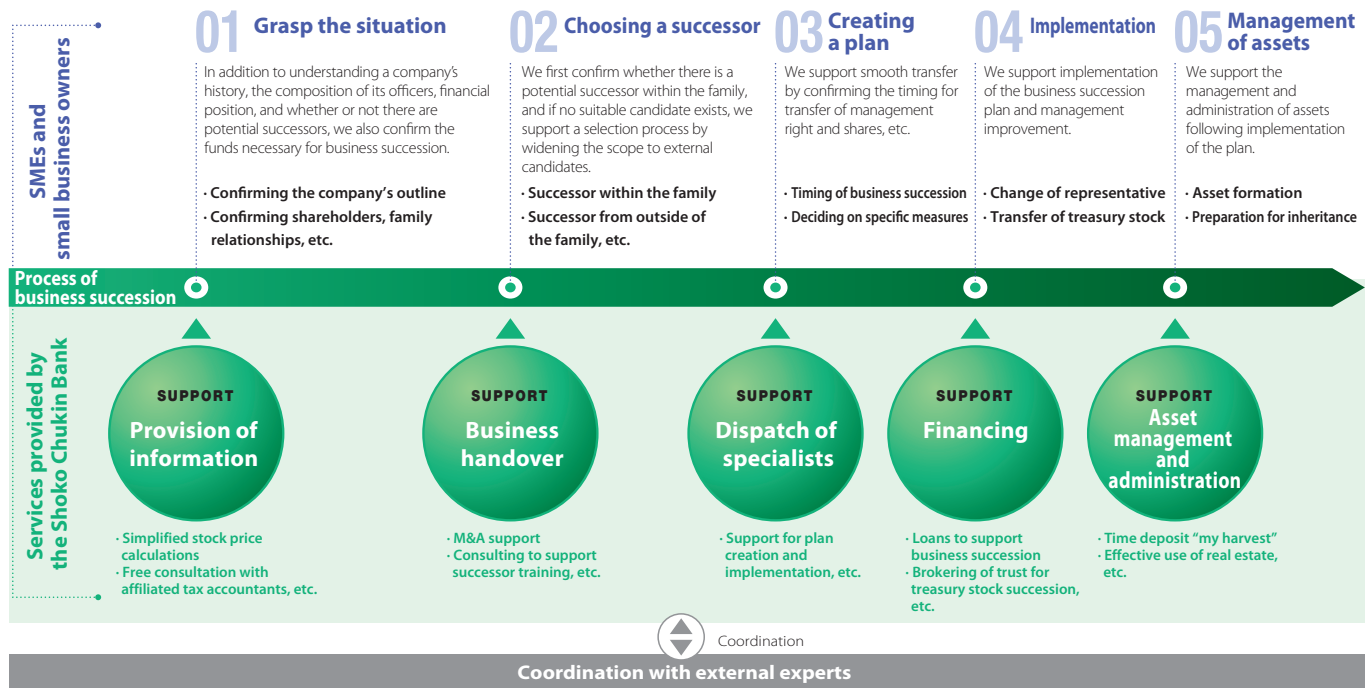 SMEs and
small business owners
01 Grasp the situation
In addition to understanding a company's
history, the composition of its officers, financial
position, and whether or not there are
potential successors, we also confirm the
funds necessary for business succession.
· Confirming the company's outline
· Confirming shareholders, family
relationships, etc.
02 Choosing a successor
We first confirm whether there is a
potential successor within the family,
and if no suitable candidate exists, we
support a selection process by
widening the scope to external
candidates.
· Successor within the family
· Successor from outside of
the family, etc.
03 Creating
a plan
We support smooth transfer
by confirming the timing for
transfer of management
right and shares, etc.
· Timing of business succession
· Deciding on specific measures
04 Implementation
We support implementation
of the business succession
plan and management
improvement.
· Change of representative
· Transfer of treasury stock
05 Management
of assets
We support the
management and
administration of assets
following implementation
of the plan.
· Asset formation
· Preparation for inheritance
Process of
business succession
Services provided by
the Shoko Chukin Bank
SUPPORT
Provision of
information
· Simplified stock price
calculations
· Free consultation with
affiliated tax accountants, etc.
SUPPORT
Business
handover
· M&A support
· Consulting to support
successor training, etc.
SUPPORT
Dispatch of
specialists
· Support for plan
creation and
implementation, etc.
SUPPORT
Financing
· Loans to support
business succession
· Brokering of trust for
treasury stock succession,
etc.
SUPPORT
Asset
management
and
administration
· Time deposit "my harvest"
· Effective use of real estate,
etc.
Coordination
Coordination with external experts